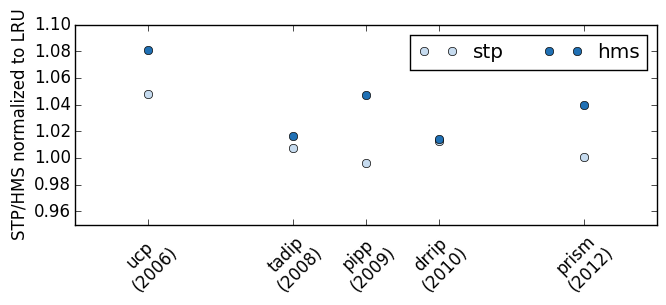 STP/HMS normalized to LRU
1.10
1.08
1.06
1.04
1.02
1.00
0.98
0.96
stp
hms
ucp
(2006)
tadip
(2008)
pipp
(2009)
drrip
(2010)
prism
(2012)